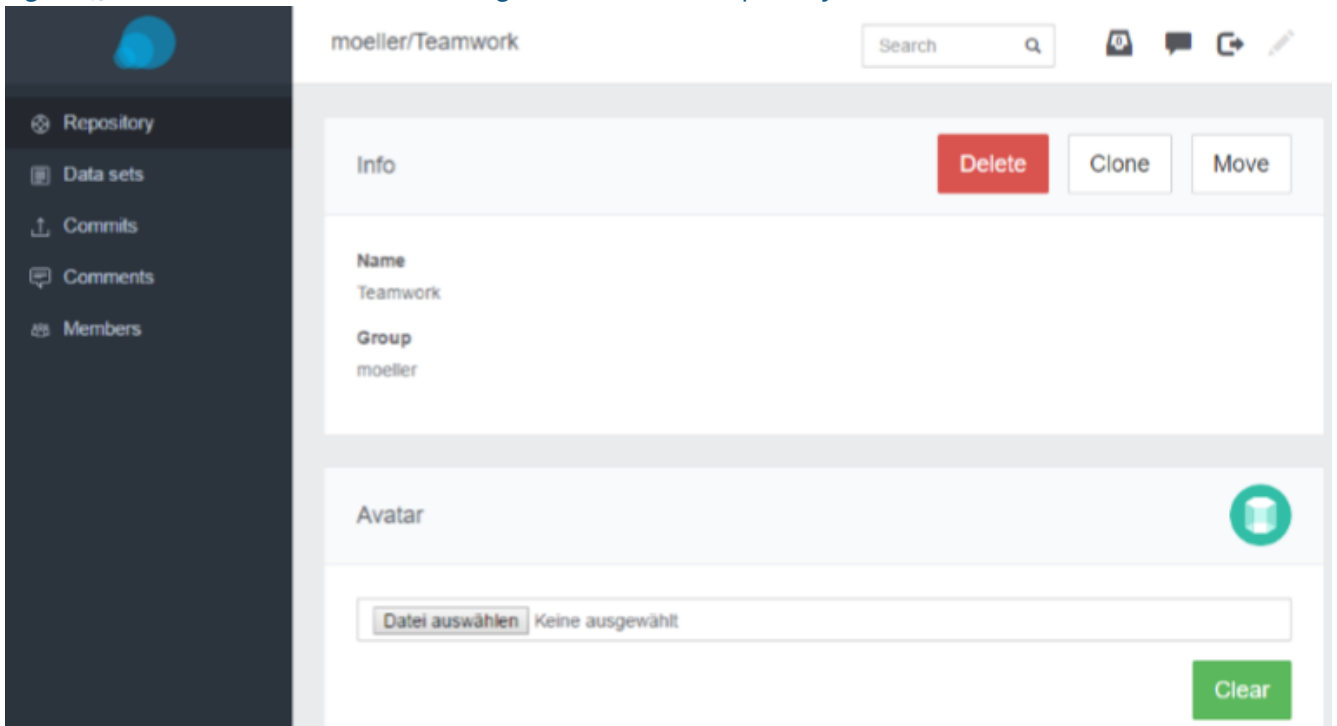 moeller/Teamwork
Search
0
Repository
Data sets
Commits
Comments
Members
Info
Delete Clone Move
Name
Teamwork
Group
moeller
Avatar
Datei auswählen Keine ausgewählt
Clear